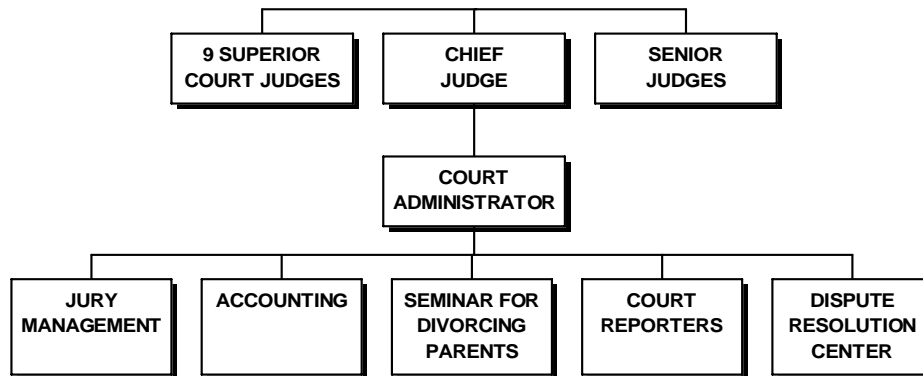 9 SUPERIOR
COURT JUDGES
CHIEF
JUDGE
SENIOR
JUDGES
COURT
ADMINISTRATOR
JURY
MANAGEMENT
ACCOUNTING
SEMINAR FOR
DIVORCING
PARENTS
COURT
REPORTERS
DISPUTE
RESOLUTION
CENTER